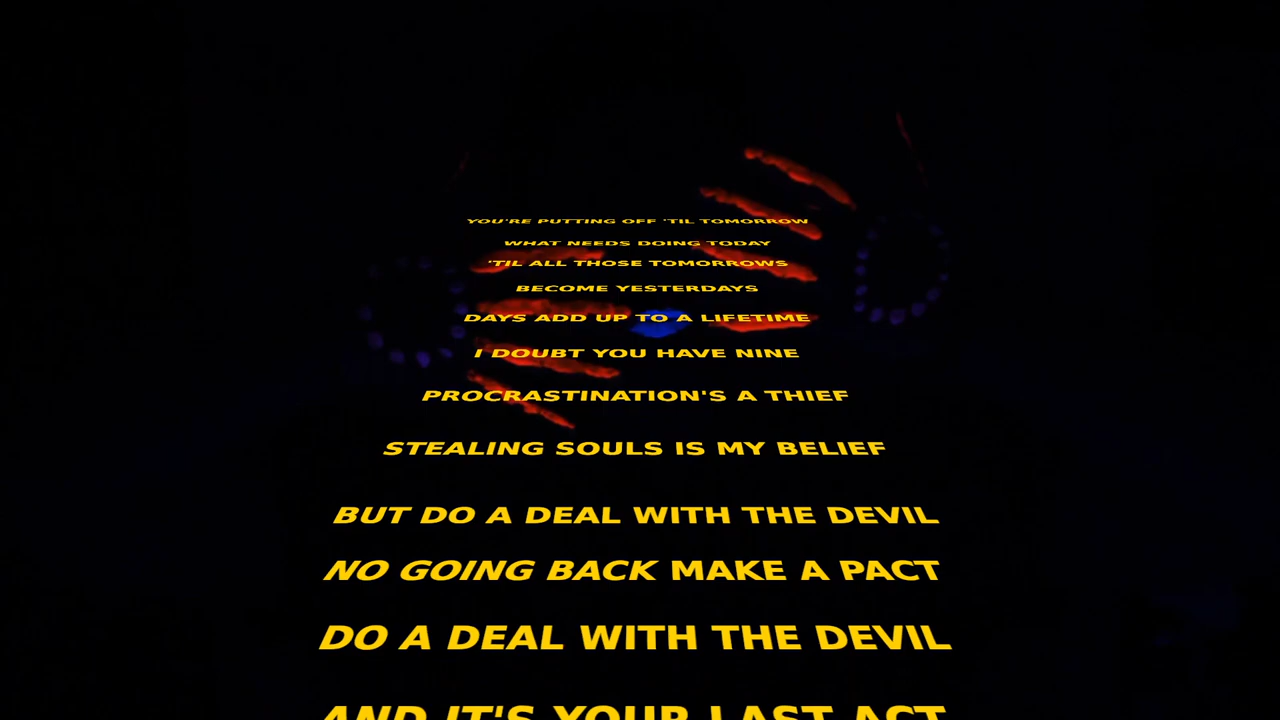 YOU'RE PUTTING OFF 'TIL TOMORROW
WHAT NEEDS DOING TODAY
'TIL ALL THOSE TOMORROWS
BECOME YESTERDAYS
DAYS ADD UP TO A LIFETIME
I DOUBT YOU HAVE NINE
PROCRASTINATION'S A THIEF
STEALING SOULS IS MY BELIEF
BUT DO A DEAL WITH THE DEVIL
NO GOING BACK MAKE A PACT
DO A DEAL WITH THE DEVIL
AND IT'S YOUR LAST ACT